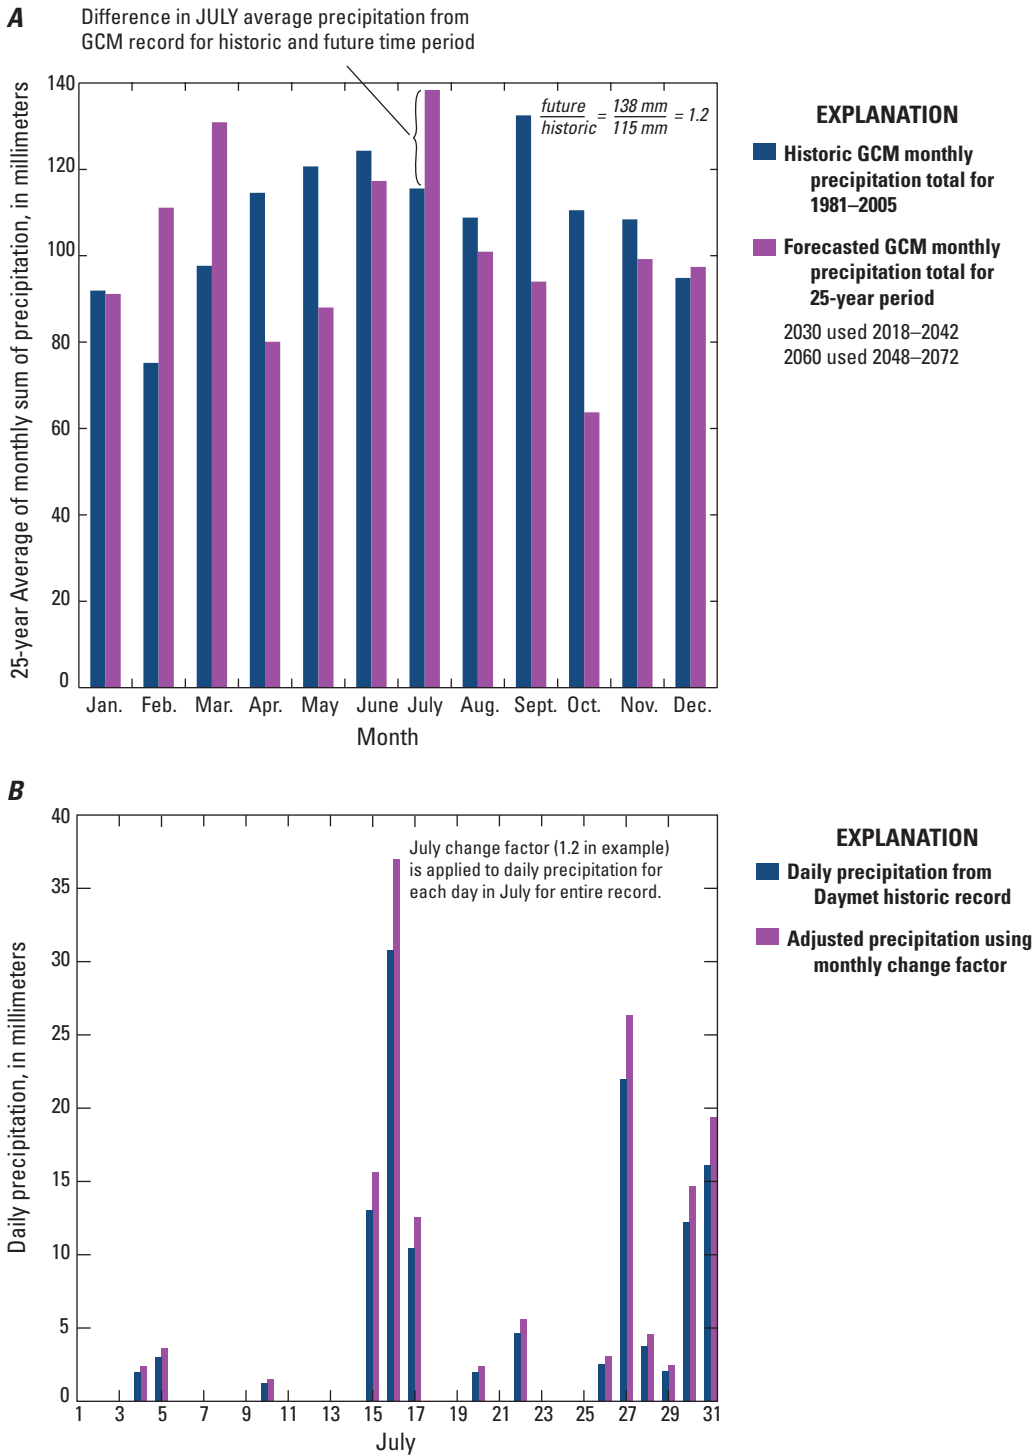 A
Difference in JULY average precipitation from
GCM record for historic and future time period
25-year Average of monthly sum of precipitation, in millimeters
140
120
100
80
60
40
20
0
future/historic = 138 mm/115 mm = 1.2
Jan. Feb. Mar. Apr. May June July Aug. Sept. Oct. Nov. Dec.
Month
EXPLANATION
Historic GCM monthly
precipitation total for
1981–2005
Forecasted GCM monthly
precipitation total for
25-year period
2030 used 2018–2042
2060 used 2048–2072
B
Daily precipitation, in millimeters
40
35
30
25
20
15
10
5
0
July change factor (1.2 in example)
is applied to daily precipitation for
each day in July for entire record.
1 3 5 7 9 11 13 15 17 19 21 23 25 27 29 31
July
EXPLANATION
Daily precipitation from
Daymet historic record
Adjusted precipitation using
monthly change factor